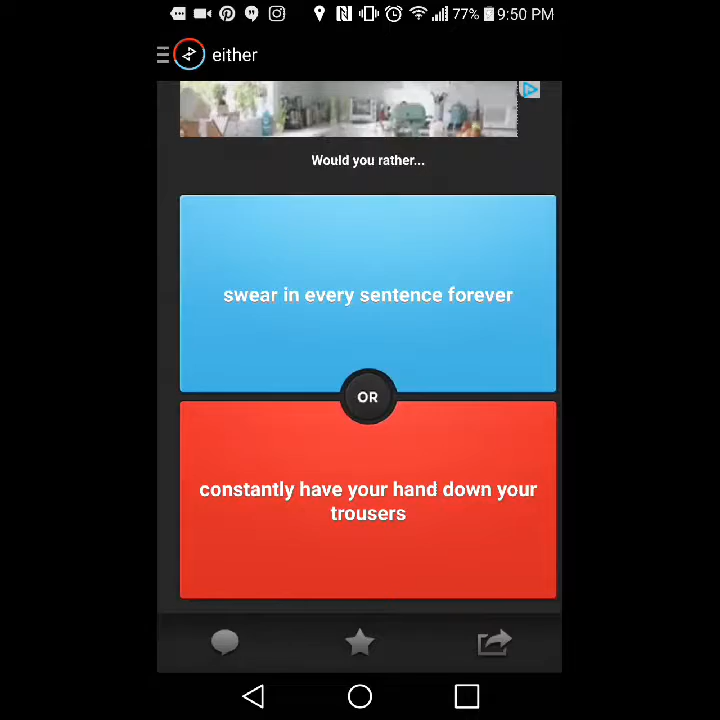 77% 9:50 PM
either
Would you rather...
swear in every sentence forever
OR
constantly have your hand down your
trousers